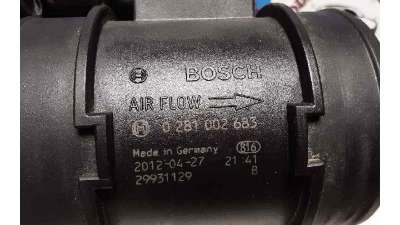 BOSCH
AIR FLOW
0 281 002 683
Made in Germany 816
2012-04-27 21:41
29931129 B